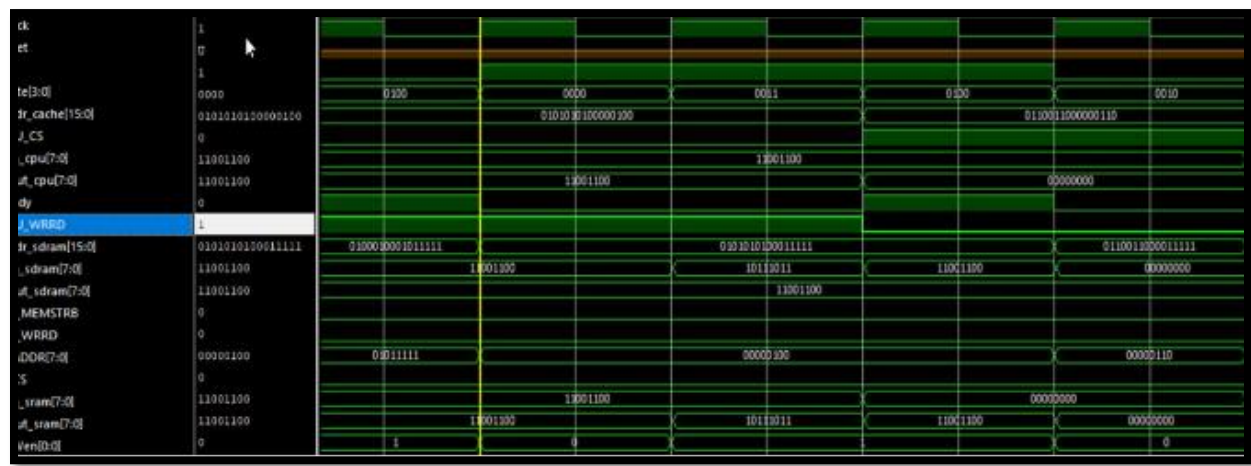 ck 1
et 0
1
te[3:0] 0000 0100 0000 0011 0100 0010
dr_cache[15:0] 0101010100000100 0101010100000100 0110011000000110
J_CS 0
_cpu[7:0] 11001100 11001100
ut_cpu[7:0] 11001100 11001100 00000000
dy 0
J_WRRD 1
dr_sdram[15:0] 0101010100011111 0100010001011111 0101010100011111 0110011000011111
_sdram[7:0] 11001100 11001100 10111011 11001100 00000000
ut_sdram[7:0] 11001100 11001100
_MEMSTRB 0
_WRRD 0
DDR[7:0] 00000100 01011111 00000100 00000110
CS 0
_sram[7:0] 11001100 11001100 00000000
ut_sram[7:0] 11001100 11001100 10111011 11001100 00000000
Wen[0:0] 0 1 0 1 0